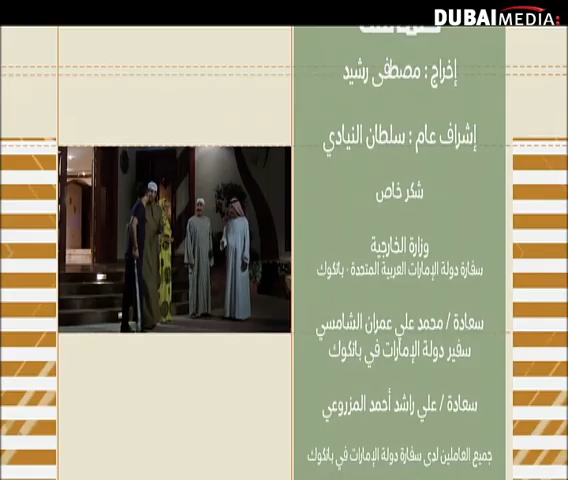 DUBAI MEDIA
إخراج : مصطفى رشيد
إشراف عام : سلطان النيادي
شكر خاص
وزارة الخارجية
سفارة دولة الإمارات العربية المتحدة - بانكوك
سعادة / محمد علي عمران الشامسي
سفير دولة الإمارات في بانكوك
سعادة / علي راشد أحمد المزروعي
جميع العاملين لدى سفارة دولة الإمارات في بانكوك